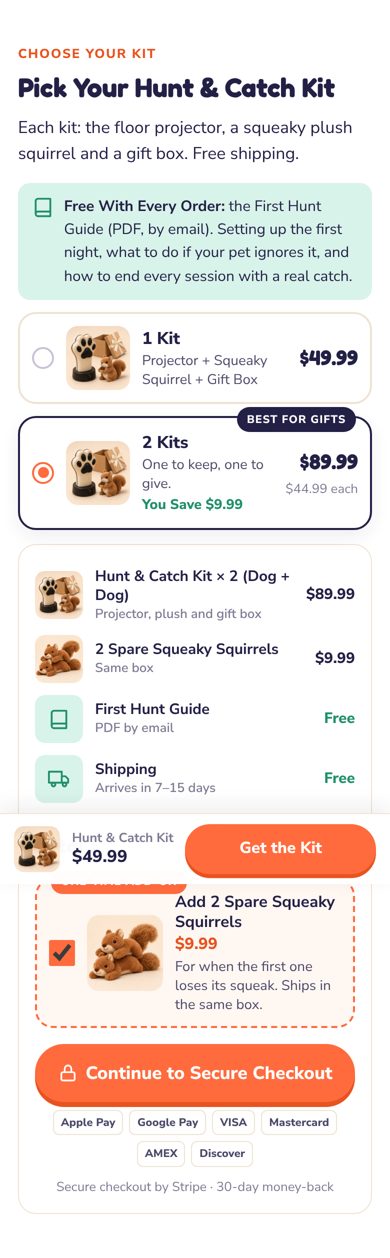 CHOOSE YOUR KIT
Pick Your Hunt & Catch Kit
Each kit: the floor projector, a squeaky plush
squirrel and a gift box. Free shipping.
Free With Every Order: the First Hunt
Guide (PDF, by email). Setting up the first
night, what to do if your pet ignores it, and
how to end every session with a real catch.
1 Kit
Projector + Squeaky
Squirrel + Gift Box
$49.99
BEST FOR GIFTS
2 Kits
One to keep, one to
give.
You Save $9.99
$89.99
$44.99 each
Hunt & Catch Kit × 2 (Dog +
Dog)
Projector, plush and gift box
$89.99
2 Spare Squeaky Squirrels
Same box
$9.99
First Hunt Guide
PDF by email
Free
Shipping
Arrives in 7–15 days
Free
Hunt & Catch Kit
$49.99
Get the Kit
Add 2 Spare Squeaky
Squirrels
$9.99
For when the first one
loses its squeak. Ships in
the same box.
Continue to Secure Checkout
Apple Pay
Google Pay
VISA
Mastercard
AMEX
Discover
Secure checkout by Stripe · 30-day money-back